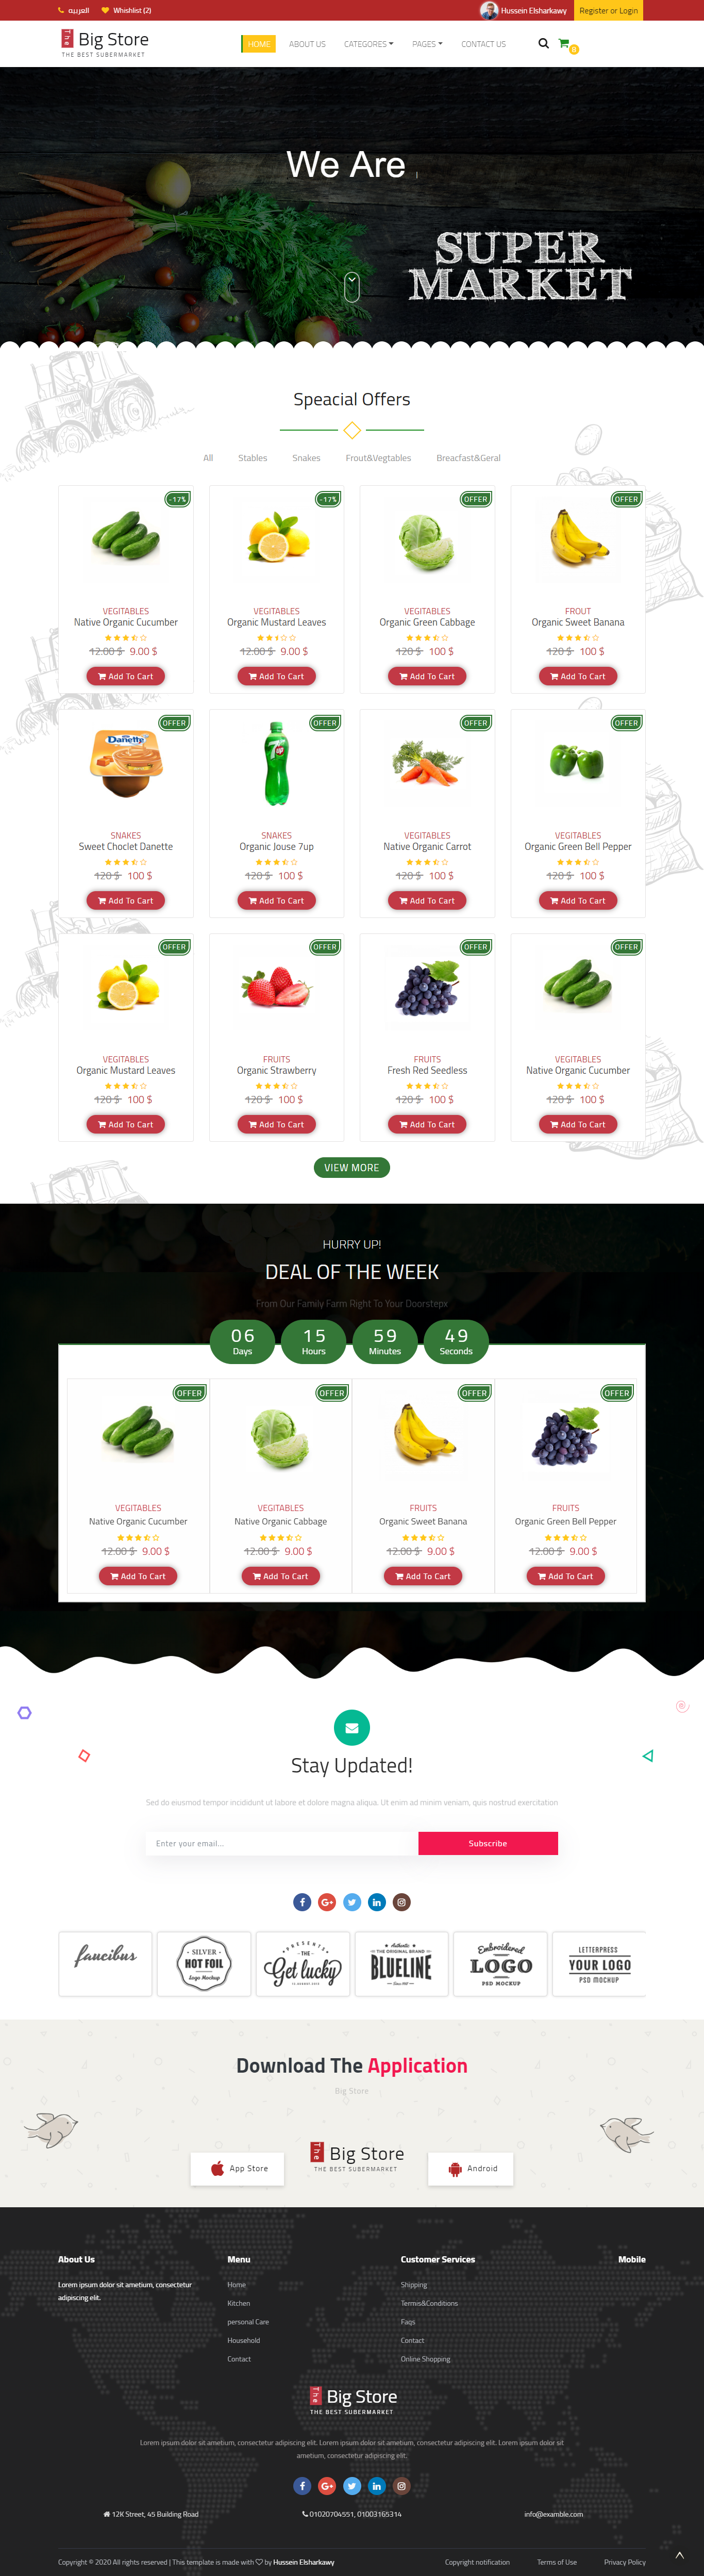 العربيه Whishlist (2) Hussein Elsharkawy Register or Login
The Big Store
THE BEST SUBERMARKET
HOME ABOUT US CATEGORES PAGES CONTACT US 0
We Are |
SUPER
MARKET
Speacial Offers
All Stables Snakes Frout&Vegtables Breacfast&Geral
-17% -17% OFFER OFFER
VEGITABLES VEGITABLES VEGITABLES FROUT
Native Organic Cucumber Organic Mustard Leaves Organic Green Cabbage Organic Sweet Banana
12.00 $ 9.00 $ 12.00 $ 9.00 $ 120 $ 100 $ 120 $ 100 $
Add To Cart Add To Cart Add To Cart Add To Cart
OFFER OFFER OFFER OFFER
Danette
7up
SNAKES SNAKES VEGITABLES VEGITABLES
Sweet Choclet Danette Organic Jouse 7up Native Organic Carrot Organic Green Bell Pepper
120 $ 100 $ 120 $ 100 $ 120 $ 100 $ 120 $ 100 $
Add To Cart Add To Cart Add To Cart Add To Cart
OFFER OFFER OFFER OFFER
VEGITABLES FRUITS FRUITS VEGITABLES
Organic Mustard Leaves Organic Strawberry Fresh Red Seedless Native Organic Cucumber
120 $ 100 $ 120 $ 100 $ 120 $ 100 $ 120 $ 100 $
Add To Cart Add To Cart Add To Cart Add To Cart
VIEW MORE
HURRY UP!
DEAL OF THE WEEK
From Our Family Farm Right To Your Doorstepx
06 15 59 49
Days Hours Minutes Seconds
OFFER OFFER OFFER OFFER
VEGITABLES VEGITABLES FRUITS FRUITS
Native Organic Cucumber Native Organic Cabbage Organic Sweet Banana Organic Green Bell Pepper
12.00 $ 9.00 $ 12.00 $ 9.00 $ 12.00 $ 9.00 $ 12.00 $ 9.00 $
Add To Cart Add To Cart Add To Cart Add To Cart
Stay Updated!
Sed do eiusmod tempor incididunt ut labore et dolore magna aliqua. Ut enim ad minim veniam, quis nostrud exercitation
Enter your email... Subscribe
faucibus
SILVER
HOT FOIL
Logo Mockup
PRESENTS
THE
Get lucky
Authentic
THE ORIGINAL BRAND
BLUELINE
Embroidered
LOGO
PSD MOCKUP
LETTERPRESS
YOUR LOGO
PSD MOCKUP
Download The Application
Big Store
App Store
The Big Store
THE BEST SUBERMARKET
Android
About Us Menu Customer Services Mobile
Lorem ipsum dolor sit ametium, consectetur
adipiscing elit.
Home
Kitchen
personal Care
Household
Contact
Shipping
Termis&Conditions
Faqs
Contact
Online Shopping
The Big Store
THE BEST SUBERMARKET
Lorem ipsum dolor sit ametium, consectetur adipiscing elit. Lorem ipsum dolor sit ametium, consectetur adipiscing elit. Lorem ipsum dolor sit
ametium, consectetur adipiscing elit.
12K Street, 45 Building Road 01020704551, 01003165314 info@examble.com
Copyright © 2020 All rights reserved | This template is made with by Hussein Elsharkawy Copyright notification Terms of Use Privacy Policy